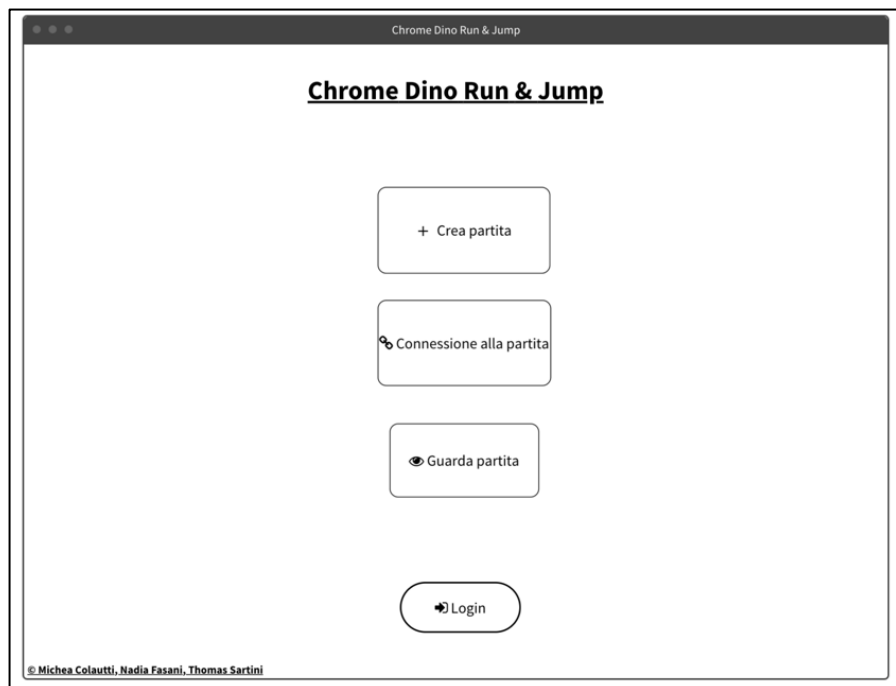 Chrome Dino Run & Jump
Chrome Dino Run & Jump
+ Crea partita
Connessione alla partita
Guarda partita
Login
© Michea Colautti, Nadia Fasani, Thomas Sartini